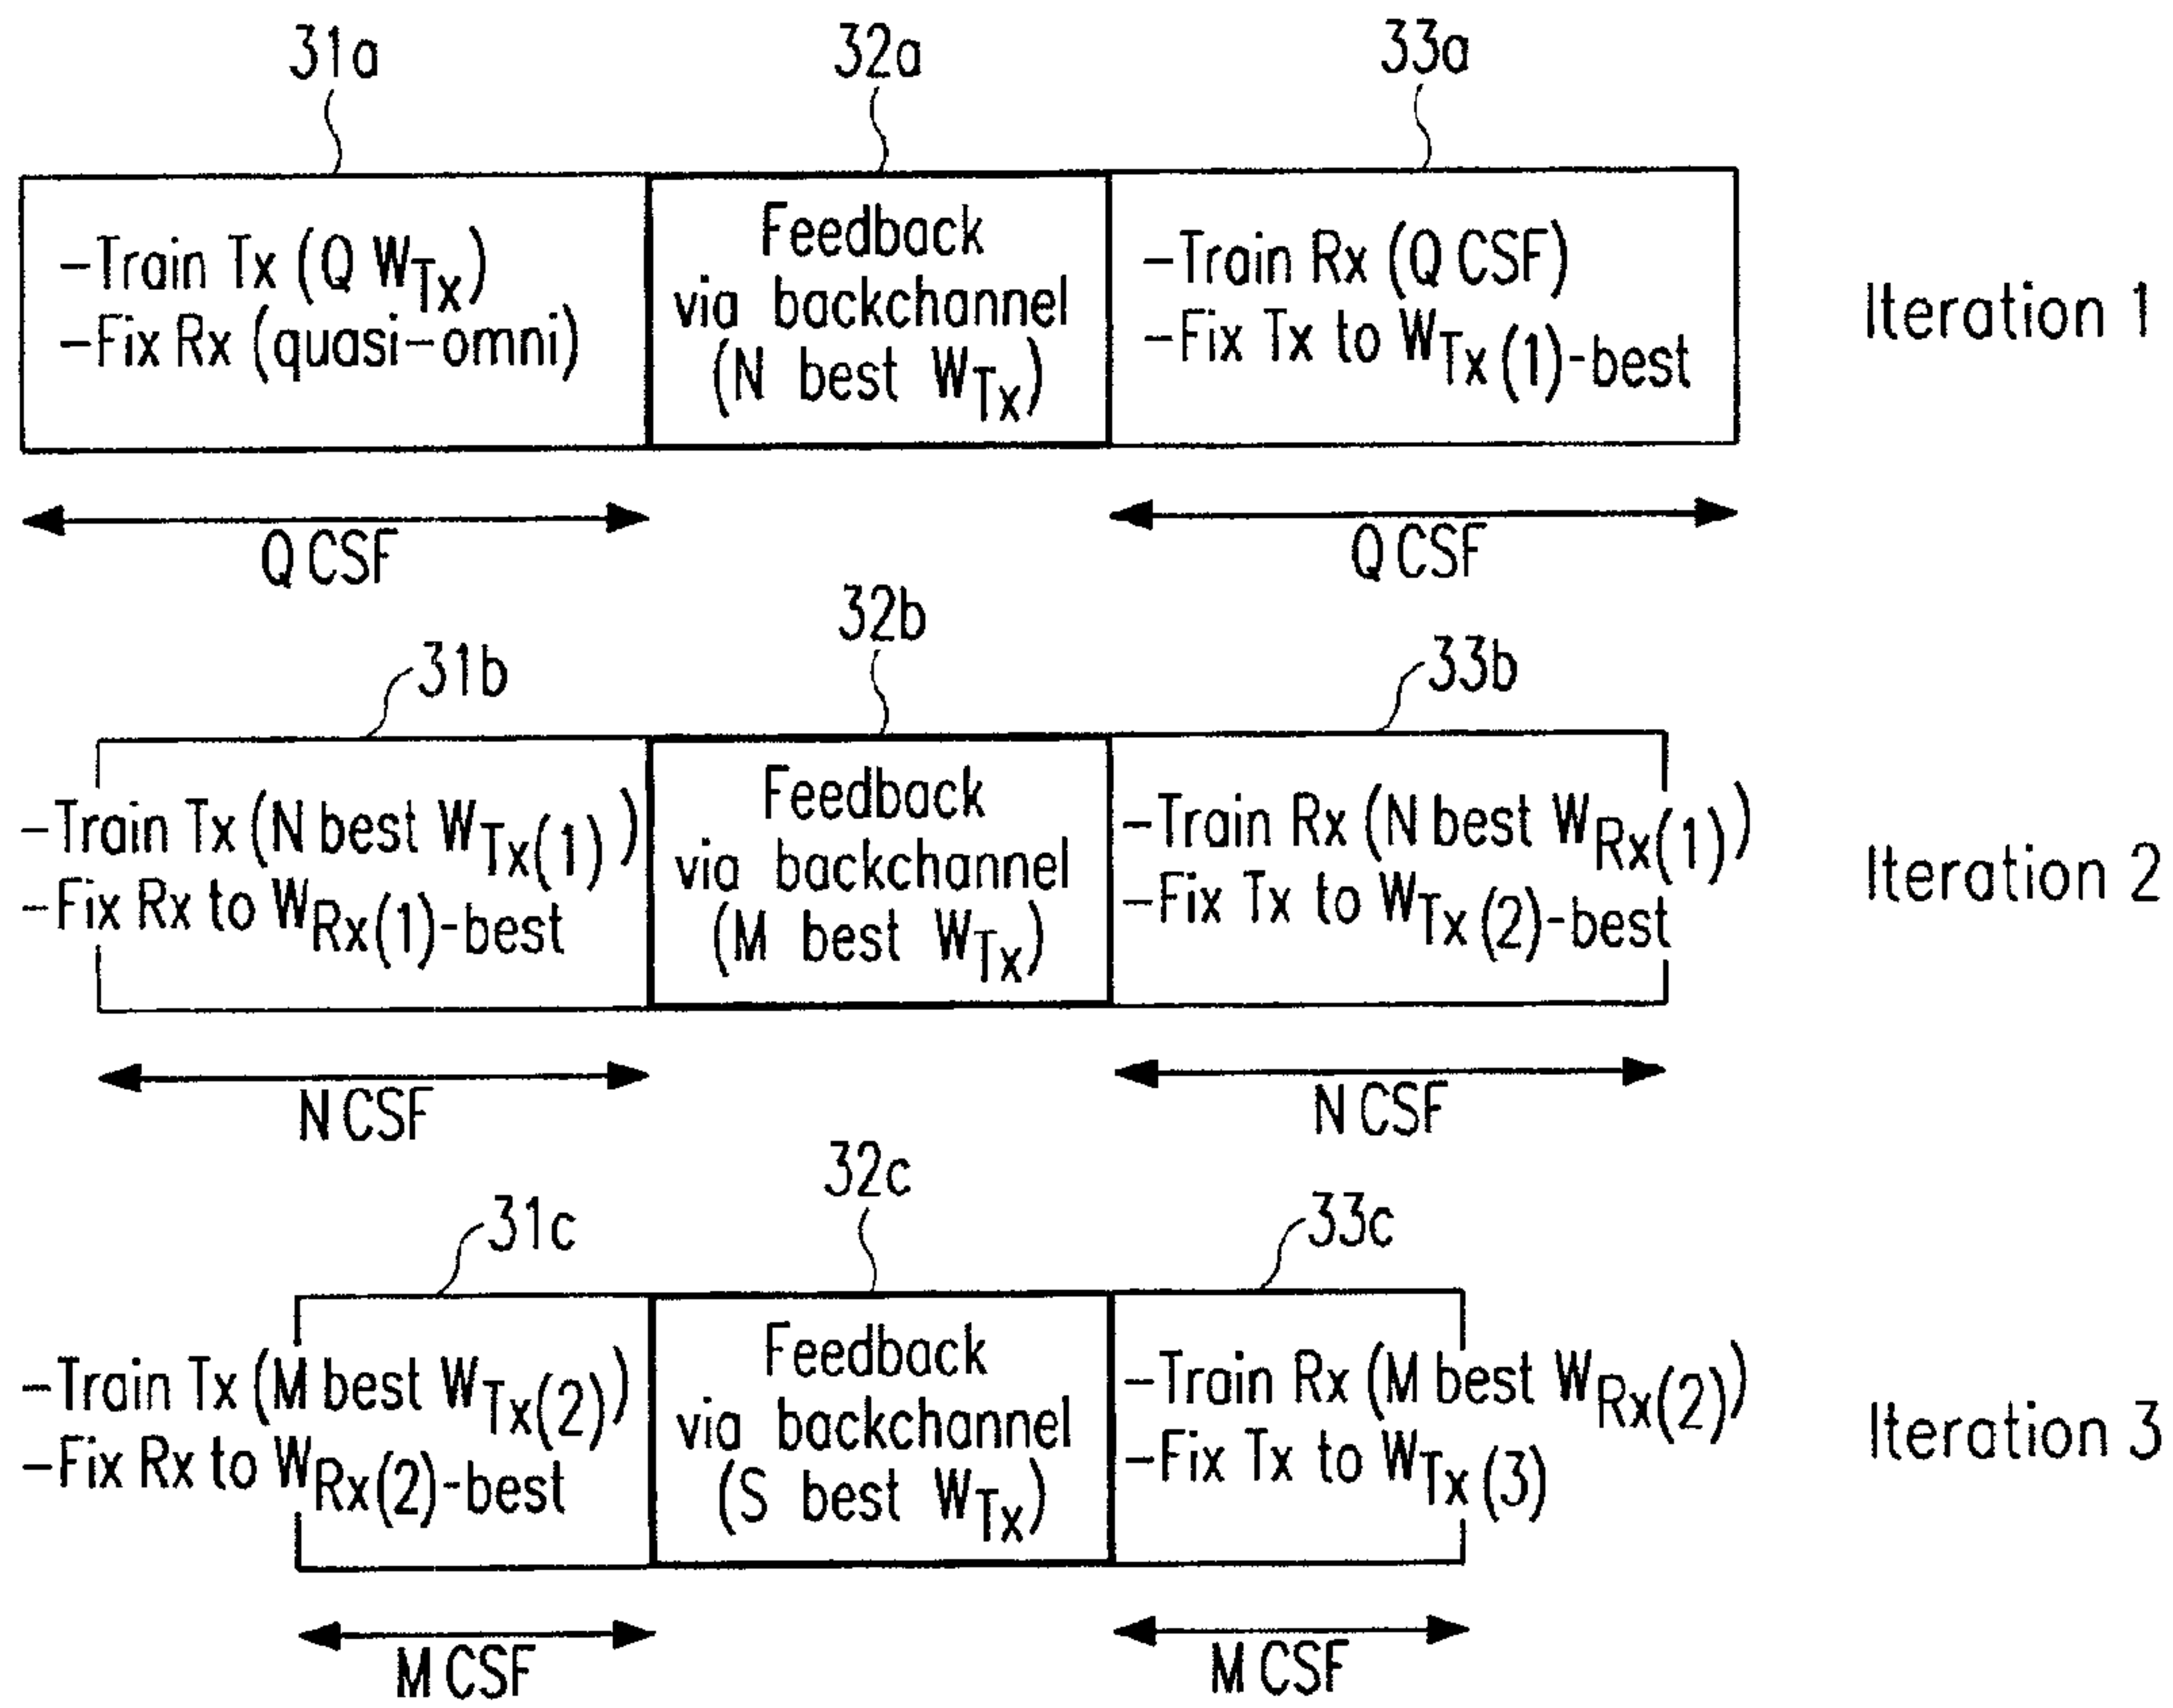 31a
32a
33a
-Train Tx (Q WTx)
-Fix Rx (quasi-omni)
Feedback
via backchannel
(N best WTx)
-Train Rx (Q CSF)
-Fix Tx to WTx(1)-best
Iteration 1
Q CSF
Q CSF
31b
32b
33b
-Train Tx (N best WTx(1))
-Fix Rx to WRx(1)-best
Feedback
via backchannel
(M best WTx)
-Train Rx (N best WRx(1))
-Fix Tx to WTx(2)-best
Iteration 2
N CSF
N CSF
31c
32c
33c
-Train Tx (M best WTx(2))
-Fix Rx to WRx(2)-best
Feedback
via backchannel
(S best WTx)
-Train Rx (M best WRx(2))
-Fix Tx to WTx(3)
Iteration 3
M CSF
M CSF